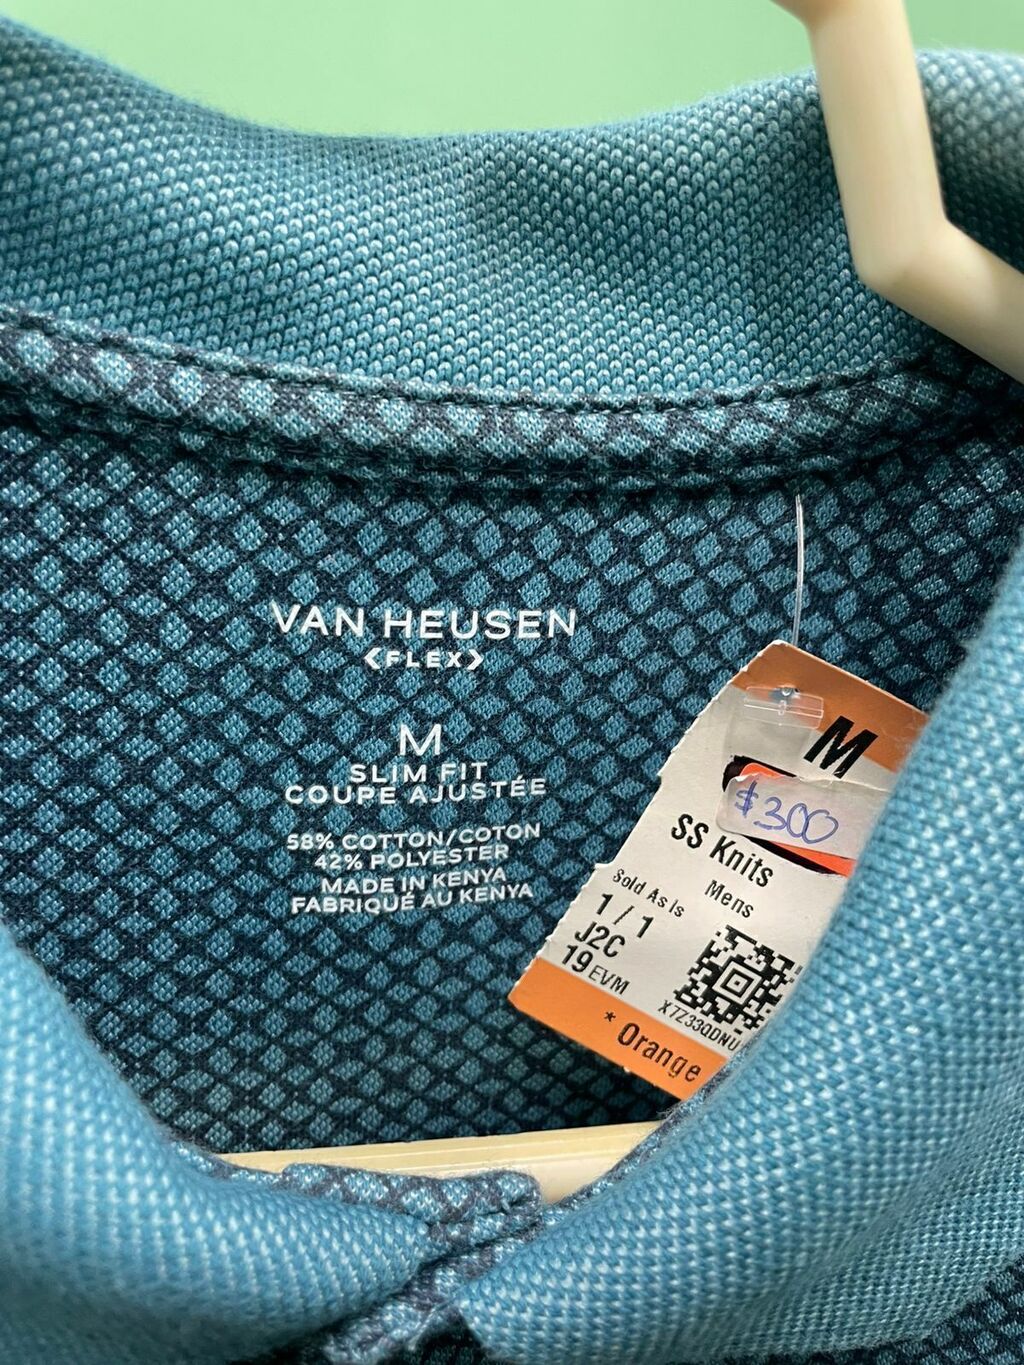 VAN HEUSEN
<FLEX>
M
SLIM FIT
COUPE AJUSTÉE
58% COTTON/COTON
42% POLYESTER
MADE IN KENYA
FABRIQUÉ AU KENYA
M
$300
SS Knits
Mens
Sold As Is
1 / 1
J2C
19 EVM
X7Z33QDNU
* Orange